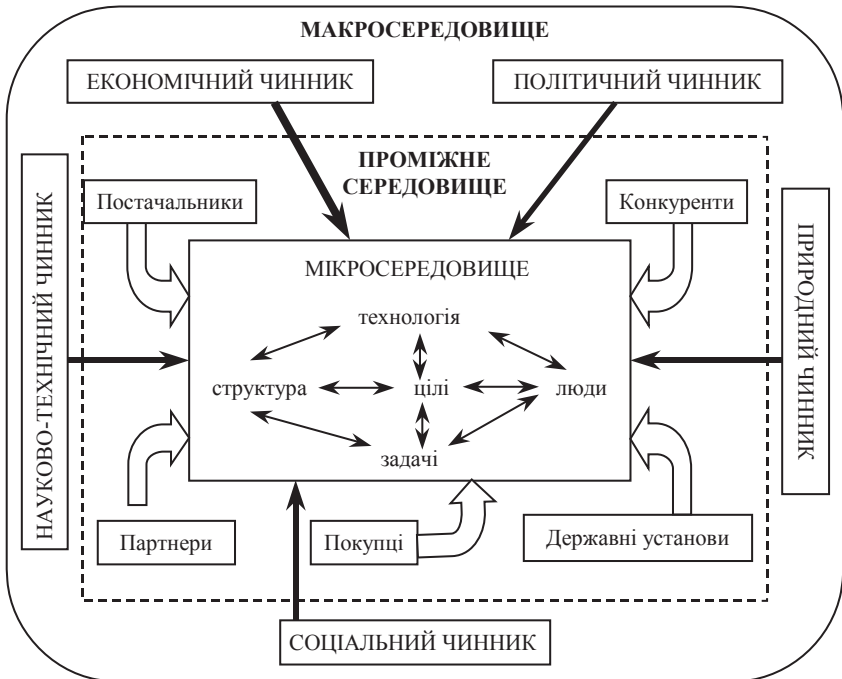 МАКРОСЕРЕДОВИЩЕ
ЕКОНОМІЧНИЙ ЧИННИК
ПОЛІТИЧНИЙ ЧИННИК
ПРОМІЖНЕ
СЕРЕДОВИЩЕ
НАУКОВО-ТЕХНІЧНИЙ ЧИННИК
Постачальники
Конкуренти
ПРИРОДНИЙ ЧИННИК
МІКРОСЕРЕДОВИЩЕ
технологія
структура
цілі
люди
задачі
Партнери
Покупці
Державні установи
СОЦІАЛЬНИЙ ЧИННИК